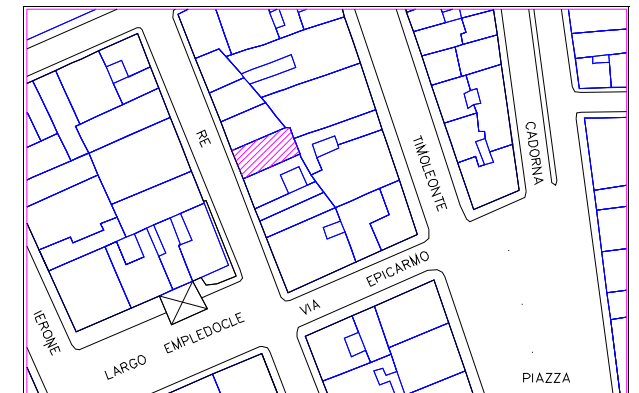 RE
TIMOLEONTE
CADORNA
IERONE
LARGO EMPLEDOCLE
VIA EPICARMO
PIAZZA